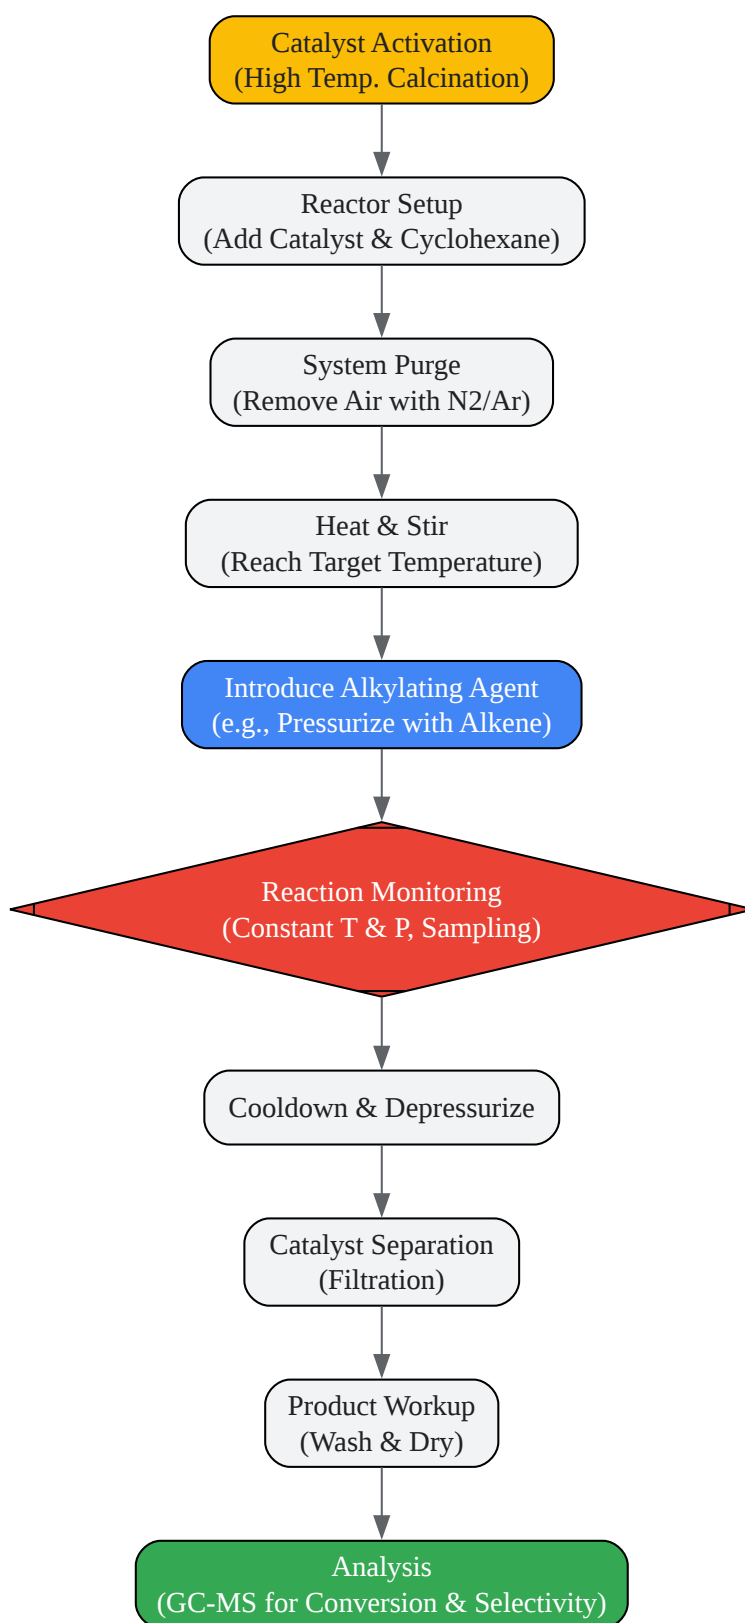 Catalyst Activation
(High Temp. Calcination)
Reactor Setup
(Add Catalyst & Cyclohexane)
System Purge
(Remove Air with N2/Ar)
Heat & Stir
(Reach Target Temperature)
Introduce Alkylating Agent
(e.g., Pressurize with Alkene)
Reaction Monitoring
(Constant T & P, Sampling)
Cooldown & Depressurize
Catalyst Separation
(Filtration)
Product Workup
(Wash & Dry)
Analysis
(GC-MS for Conversion & Selectivity)